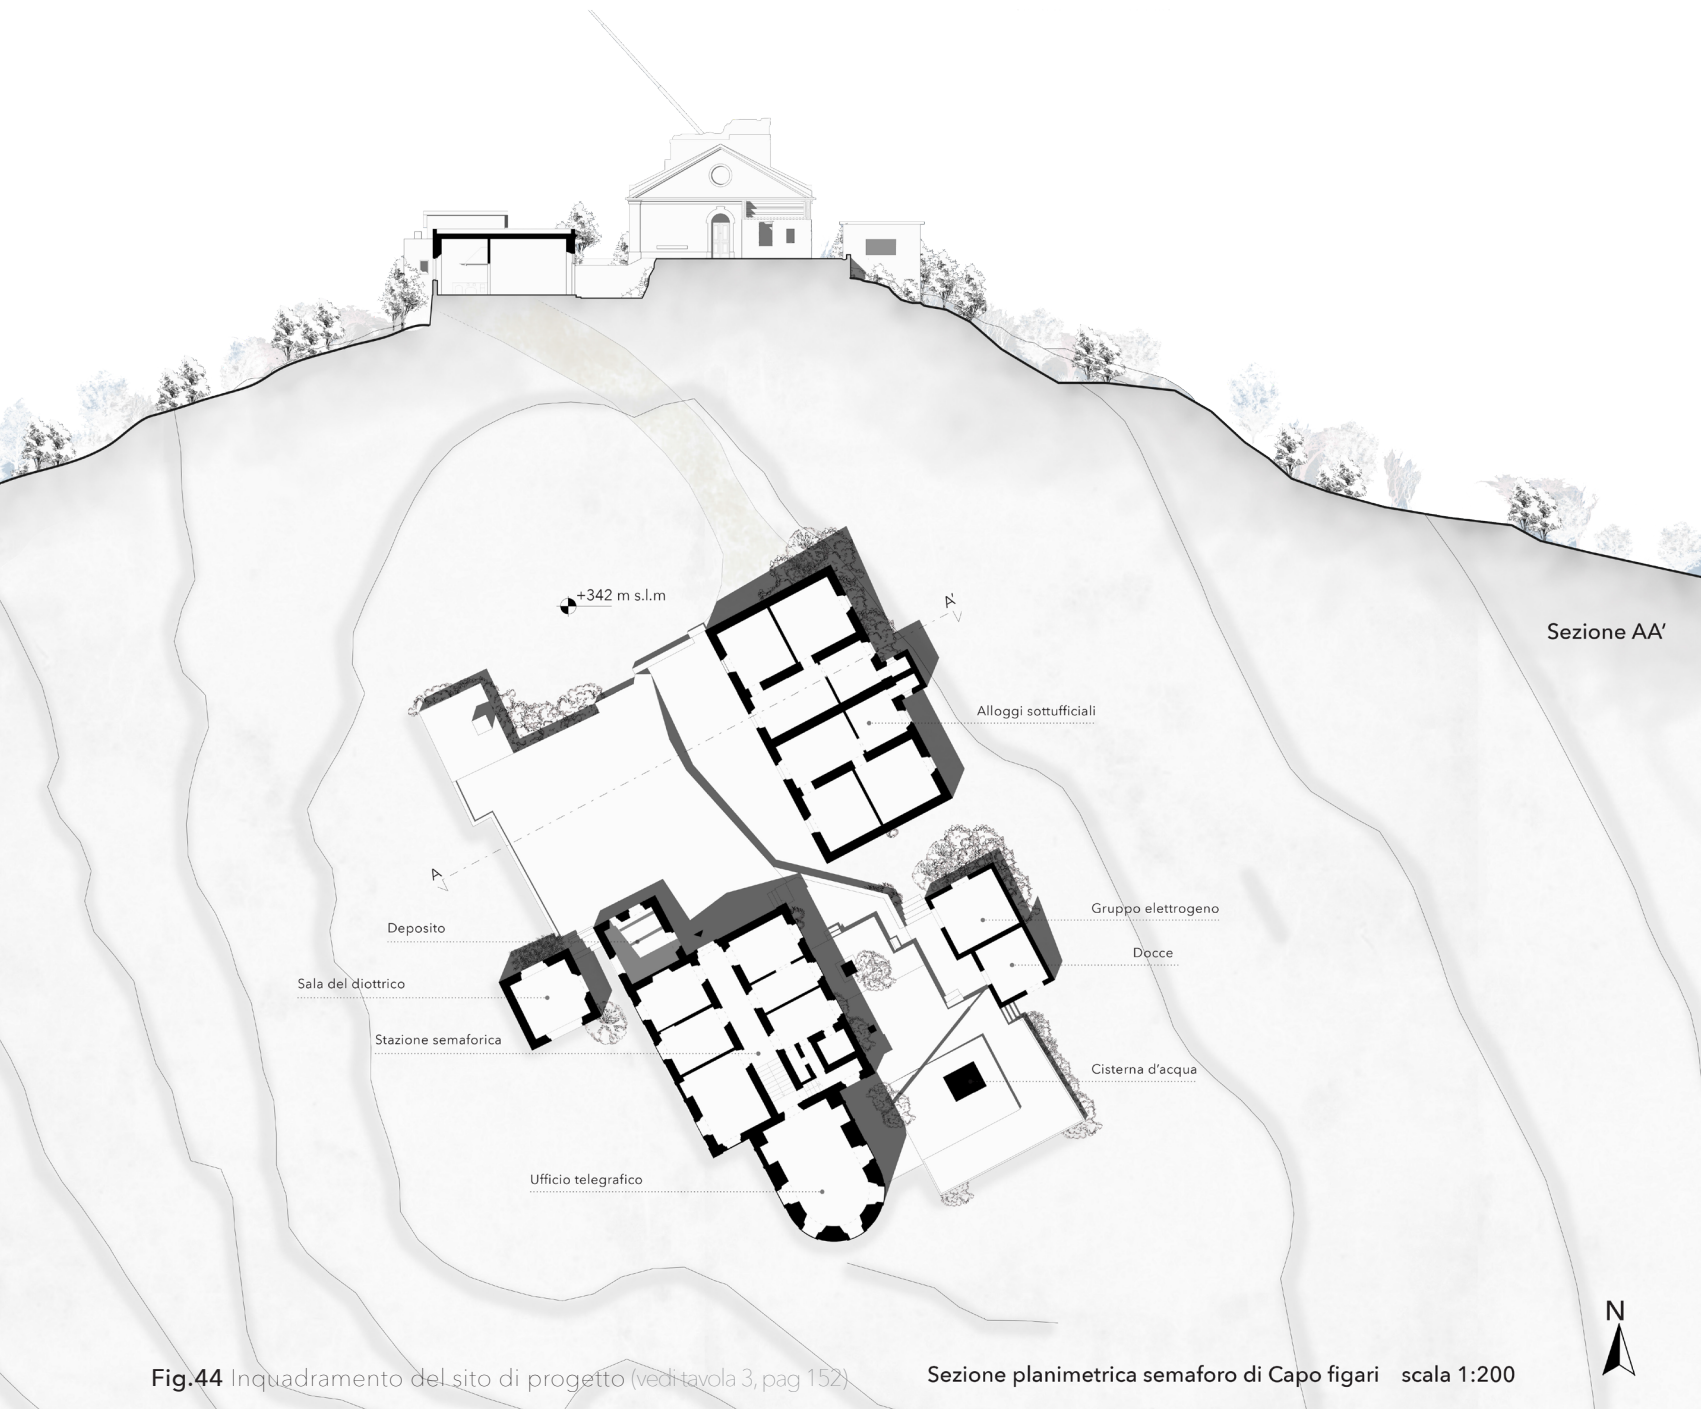 Sezione AA'
+342 m s.l.m
A'
Alloggi sottufficiali
A
Gruppo elettrogeno
Deposito
Docce
Sala del diottrico
Stazione semaforica
Cisterna d'acqua
Ufficio telegrafico
N
Fig.44 Inquadramento del sito di progetto (vedi tavola 3, pag 152)
Sezione planimetrica semaforo di Capo figari scala 1:200